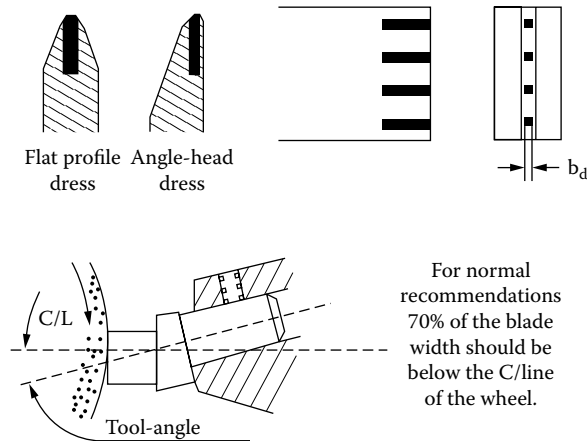 Flat profile
dress
Angle-head
dress
b_d
C/L
Tool-angle
For normal
recommendations
70% of the blade
width should be
below the C/line
of the wheel.